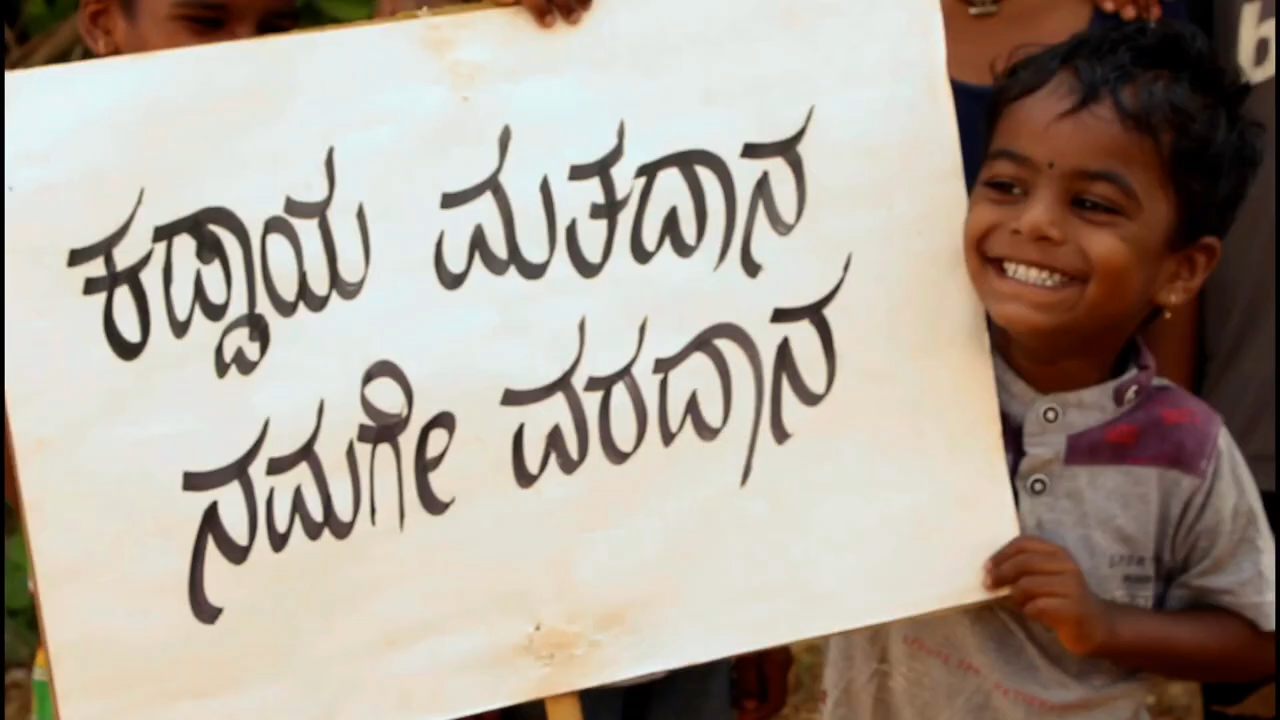 ಕಡ್ಡಾಯ ಮತದಾನ
ನಮಗೇ ವರದಾನ
b